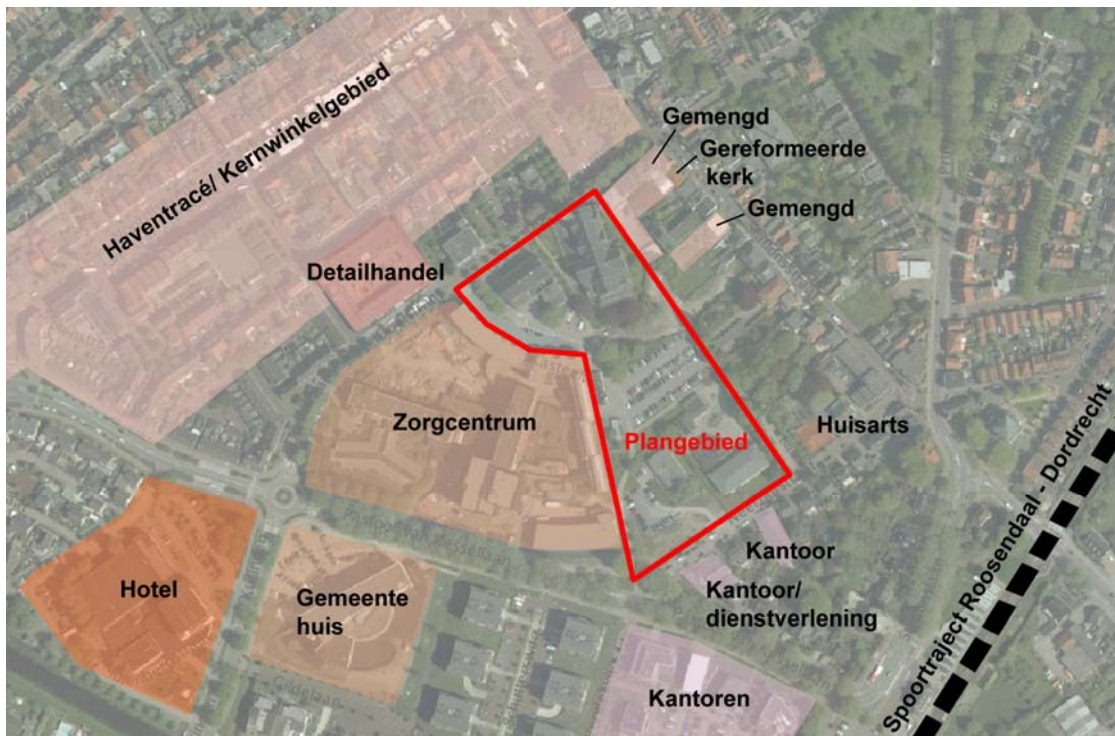 Gemengd
Gereformeerde
kerk
Gemengd
Haventracé/ Kernwinkelgebied
Detailhandel
Zorgcentrum
Plangebied
Huisarts
Kantoor
Kantoor/
dienstverlening
Hotel
Gemeente
huis
Kantoren
Spoortraject Roosendaal - Dordrecht
Gildelaan